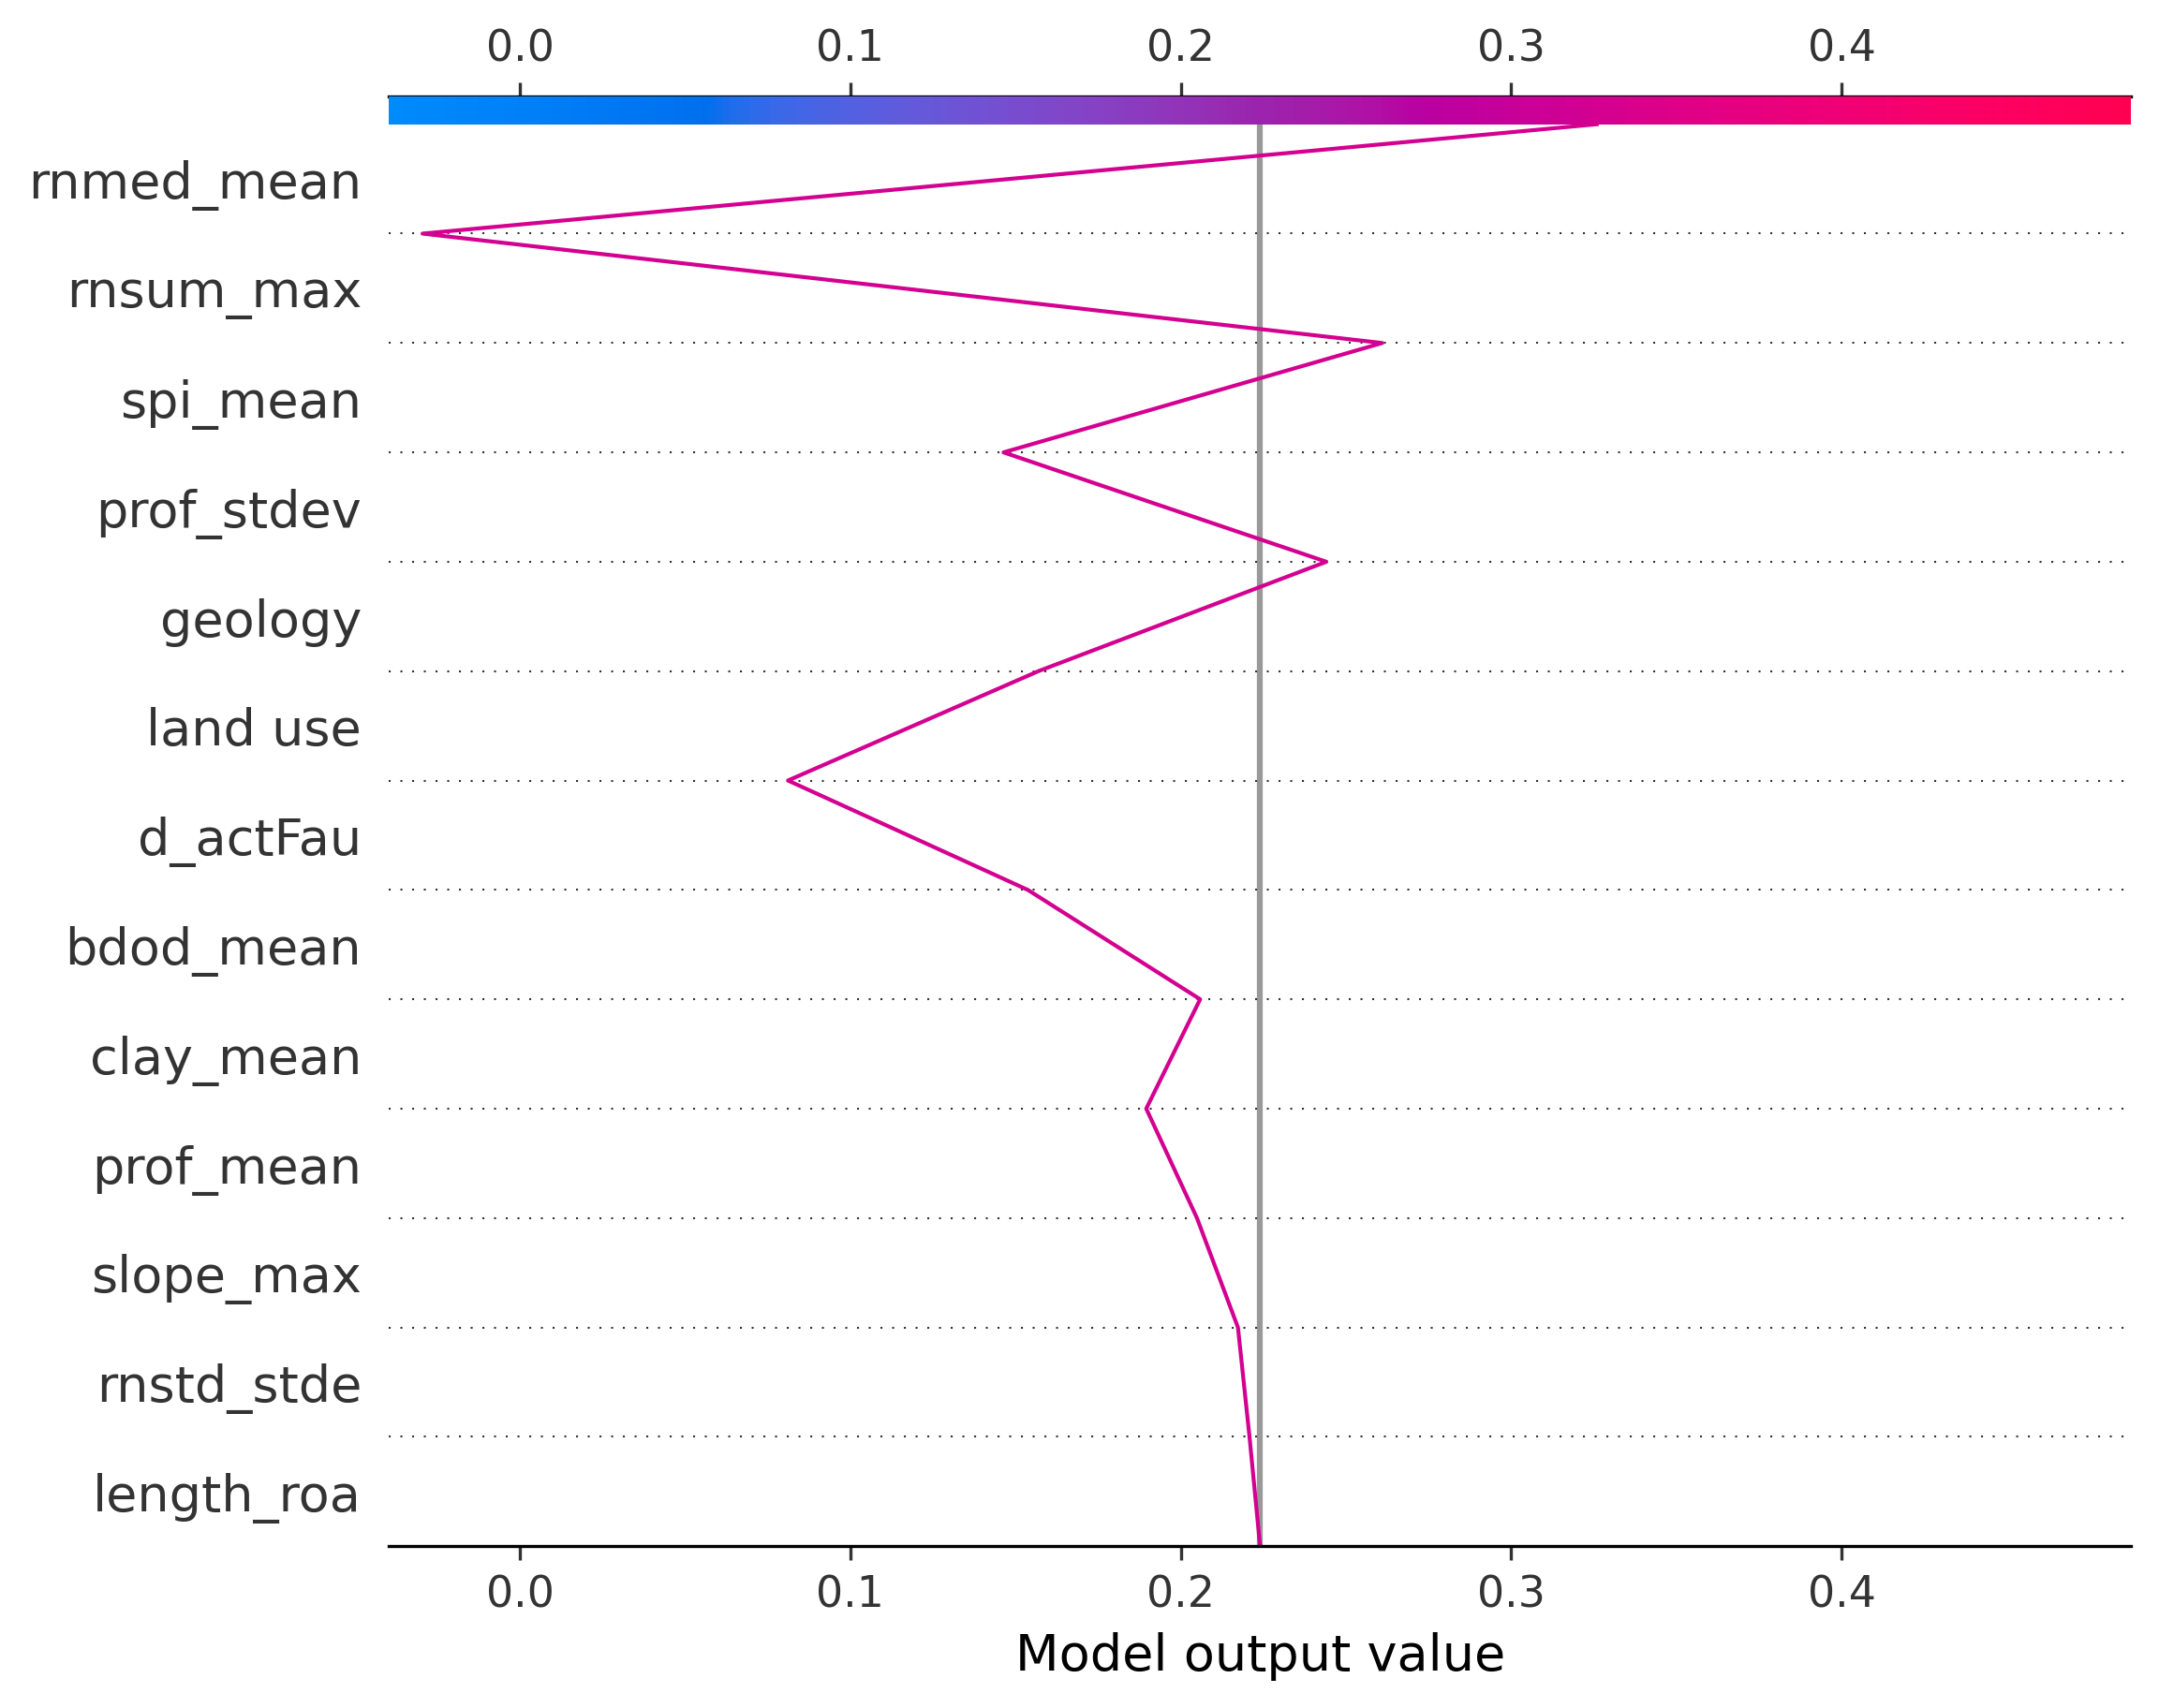 0.0 0.1 0.2 0.3 0.4
rnmed_mean
rnsum_max
spi_mean
prof_stdev
geology
land use
d_actFau
bdod_mean
clay_mean
prof_mean
slope_max
rnstd_stde
length_roa
0.0 0.1 0.2 0.3 0.4
Model output value